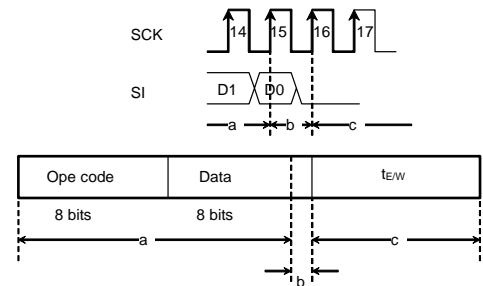 SCK 14 15 16 17
SI D1 D0
a b c
Ope code Data tE/W
8 bits 8 bits
a c
b